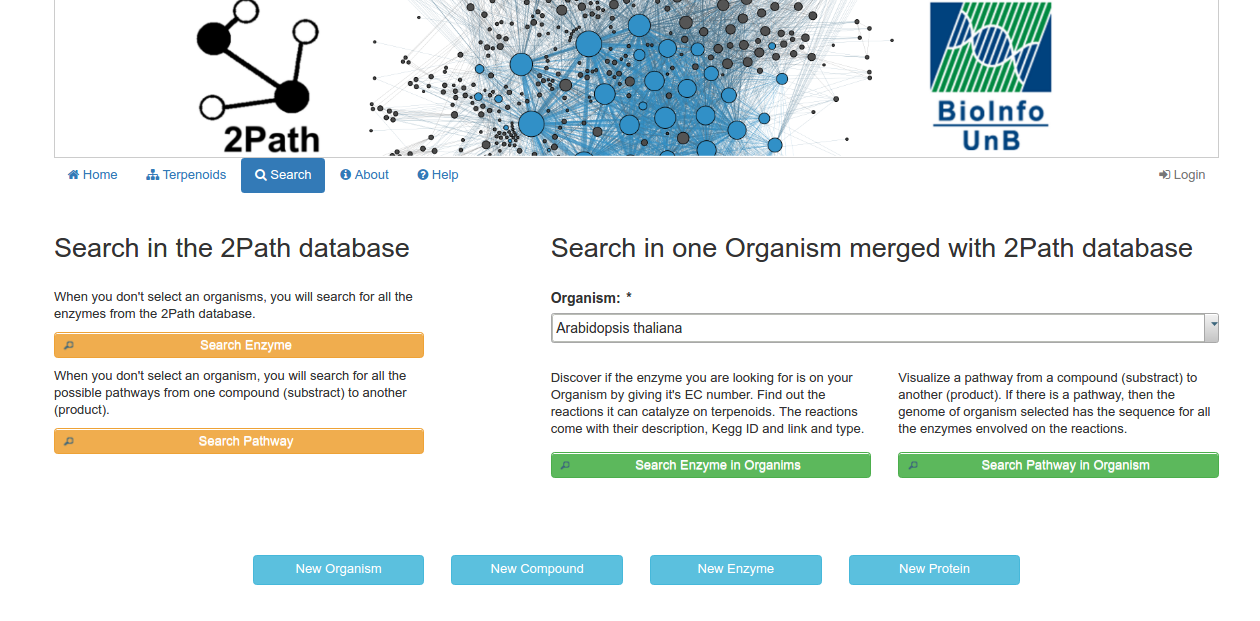 2Path
BioInfo
UnB
Home
Terpenoids
Search
About
Help
Login
Search in the 2Path database
When you don't select an organisms, you will search for all the
enzymes from the 2Path database.
Search Enzyme
When you don't select an organism, you will search for all the
possible pathways from one compound (substract) to another
(product).
Search Pathway
Search in one Organism merged with 2Path database
Organism: *
Arabidopsis thaliana
Discover if the enzyme you are looking for is on your
Organism by giving it's EC number. Find out the
reactions it can catalyze on terpenoids. The reactions
come with their description, Kegg ID and link and type.
Search Enzyme in Organims
Visualize a pathway from a compound (substract) to
another (product). If there is a pathway, then the
genome of organism selected has the sequence for all
the enzymes envolved on the reactions.
Search Pathway in Organism
New Organism
New Compound
New Enzyme
New Protein